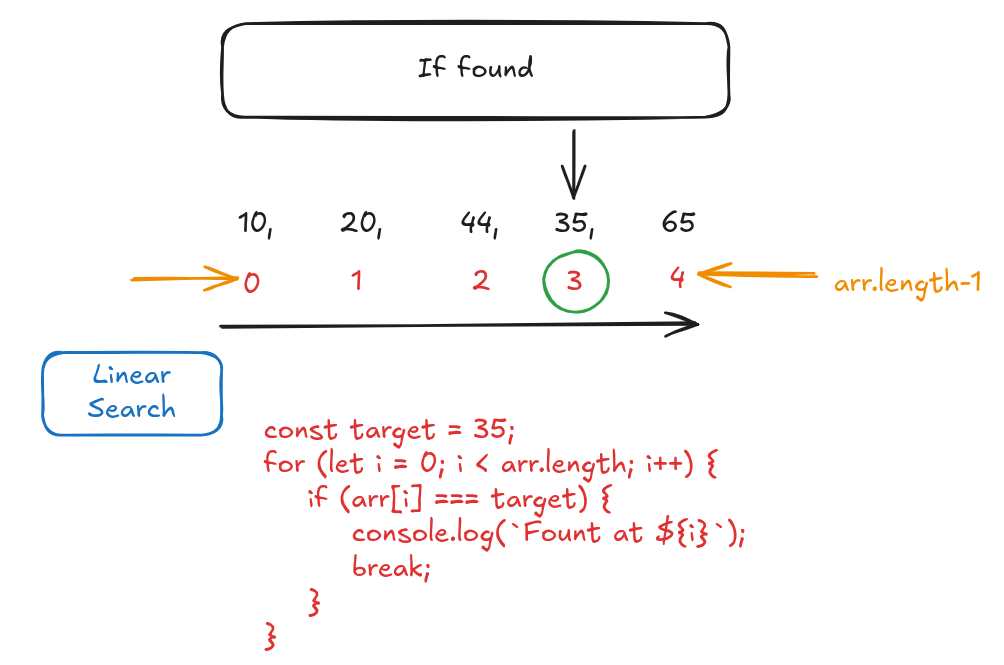 If found
10, 20, 44, 35, 65
0 1 2 3 4 arr.length-1
Linear
Search
const target = 35;
for (let i = 0; i < arr.length; i++) {
if (arr[i] === target) {
console.log(`Fount at ${i}`);
break;
}
}